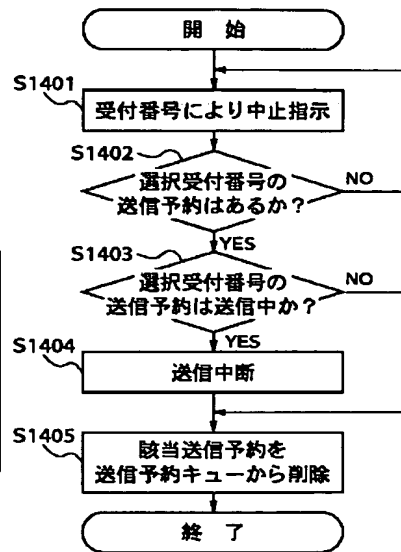 開 始
S1401
受付番号により中止指示
S1402
選択受付番号の
送信予約はあるか?
NO
YES
S1403
選択受付番号の
送信予約は送信中か?
NO
YES
S1404
送信中断
S1405
該当送信予約を
送信予約キューから削除
終 了